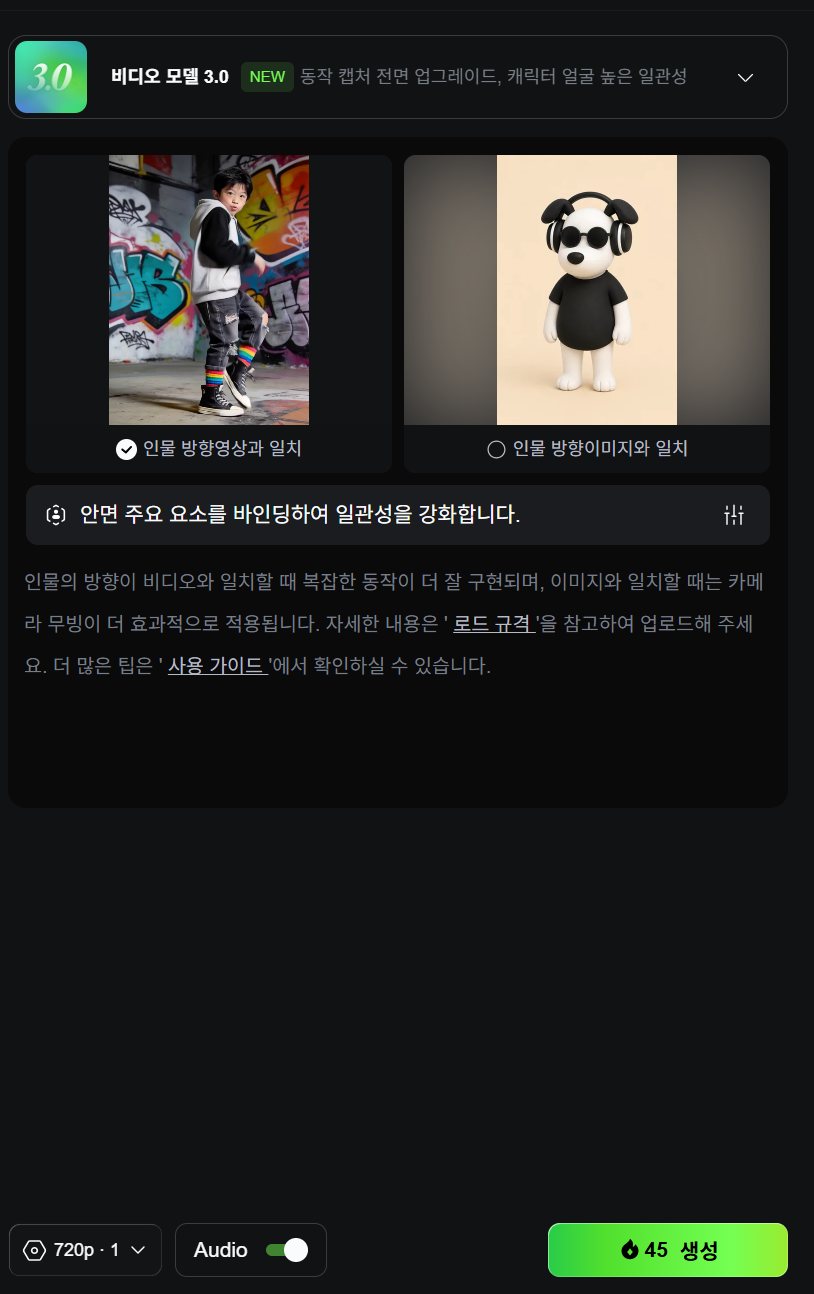 3.0
비디오 모델 3.0 NEW 동작 캡처 전면 업그레이드, 캐릭터 얼굴 높은 일관성
인물 방향영상과 일치
인물 방향이미지와 일치
안면 주요 요소를 바인딩하여 일관성을 강화합니다.
인물의 방향이 비디오와 일치할 때 복잡한 동작이 더 잘 구현되며, 이미지와 일치할 때는 카메
라 무빙이 더 효과적으로 적용됩니다. 자세한 내용은 ' 로드 규격 '을 참고하여 업로드해 주세
요. 더 많은 팁은 ' 사용 가이드 '에서 확인하실 수 있습니다.
720p · 1
Audio
45 생성